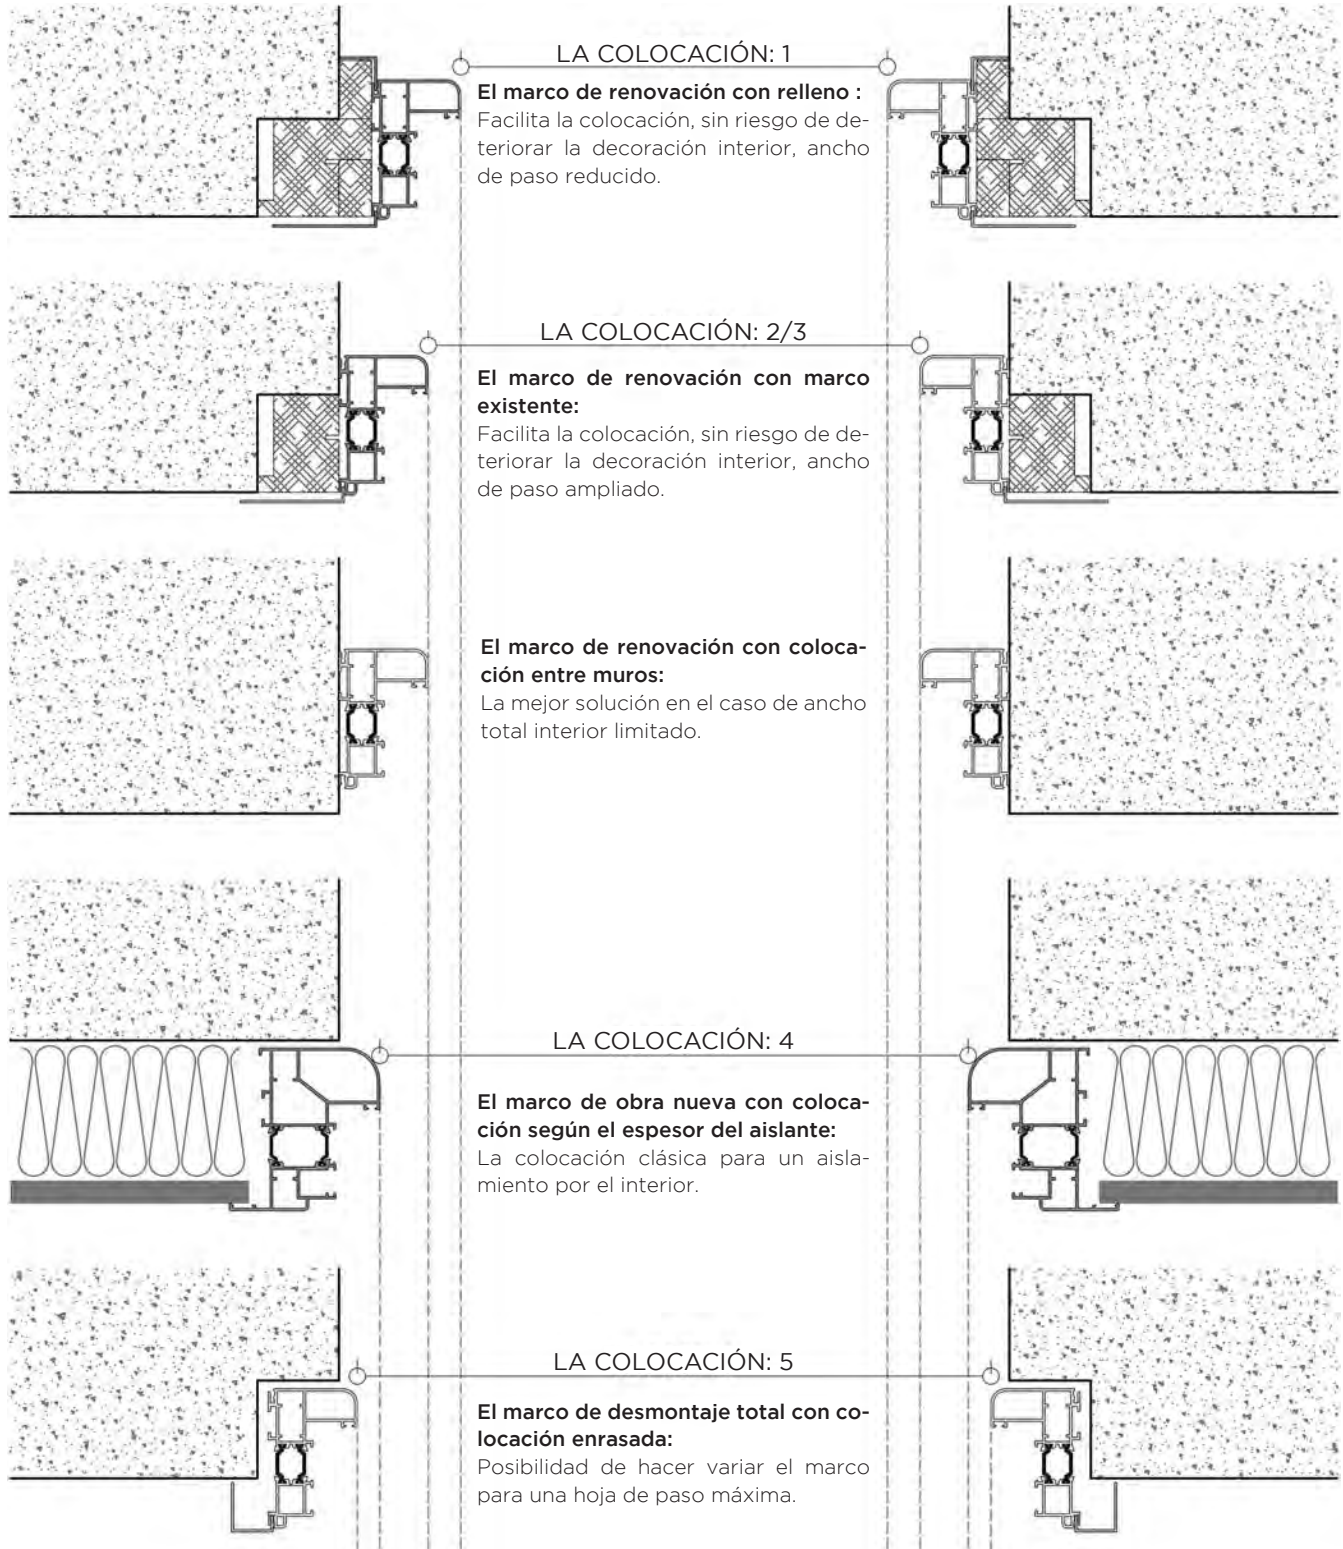 LA COLOCACIÓN: 1
El marco de renovación con relleno :
Facilita la colocación, sin riesgo de de-
teriorar la decoración interior, ancho
de paso reducido.
LA COLOCACIÓN: 2/3
El marco de renovación con marco
existente:
Facilita la colocación, sin riesgo de de-
teriorar la decoración interior, ancho
de paso ampliado.
El marco de renovación con coloca-
ción entre muros:
La mejor solución en el caso de ancho
total interior limitado.
LA COLOCACIÓN: 4
El marco de obra nueva con coloca-
ción según el espesor del aislante:
La colocación clásica para un aisla-
miento por el interior.
LA COLOCACIÓN: 5
El marco de desmontaje total con co-
locación enrasada:
Posibilidad de hacer variar el marco
para una hoja de paso máxima.